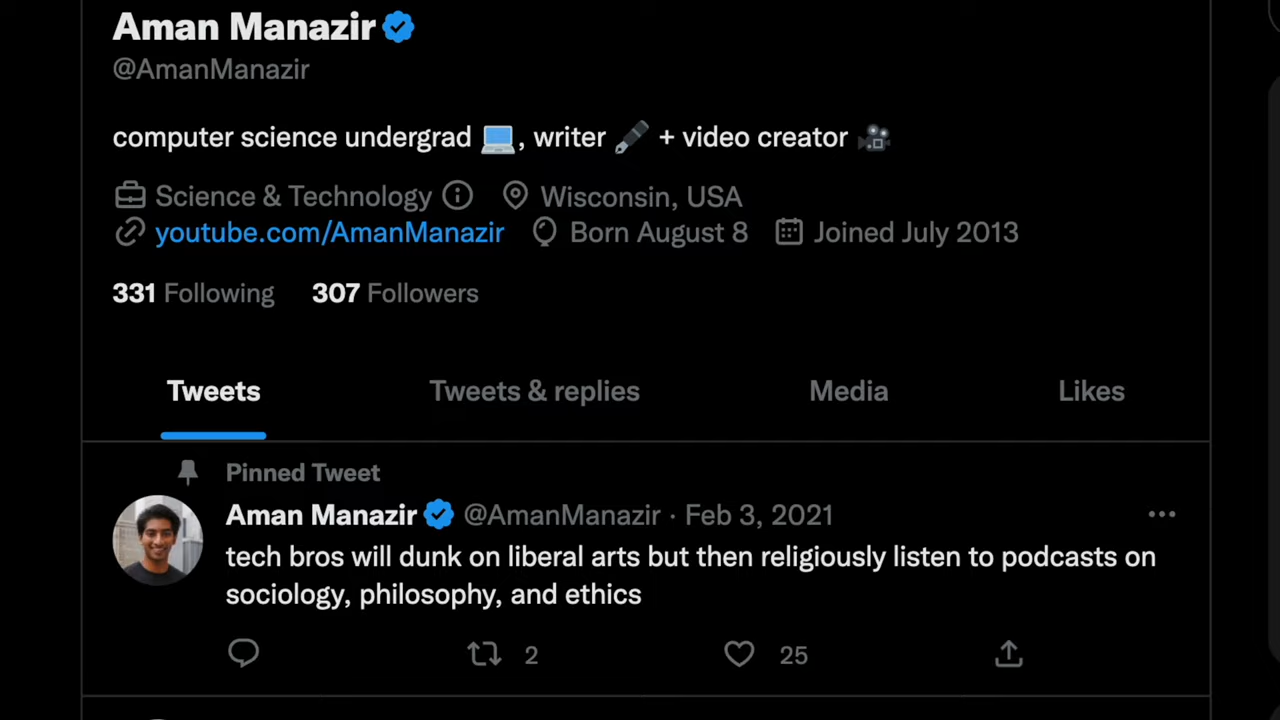 Aman Manazir
@AmanManazir
computer science undergrad 💻, writer 🖋 + video creator 🎥
Science & Technology Wisconsin, USA
youtube.com/AmanManazir Born August 8 Joined July 2013
331 Following 307 Followers
Tweets Tweets & replies Media Likes
Pinned Tweet
Aman Manazir @AmanManazir · Feb 3, 2021
tech bros will dunk on liberal arts but then religiously listen to podcasts on
sociology, philosophy, and ethics
2 25